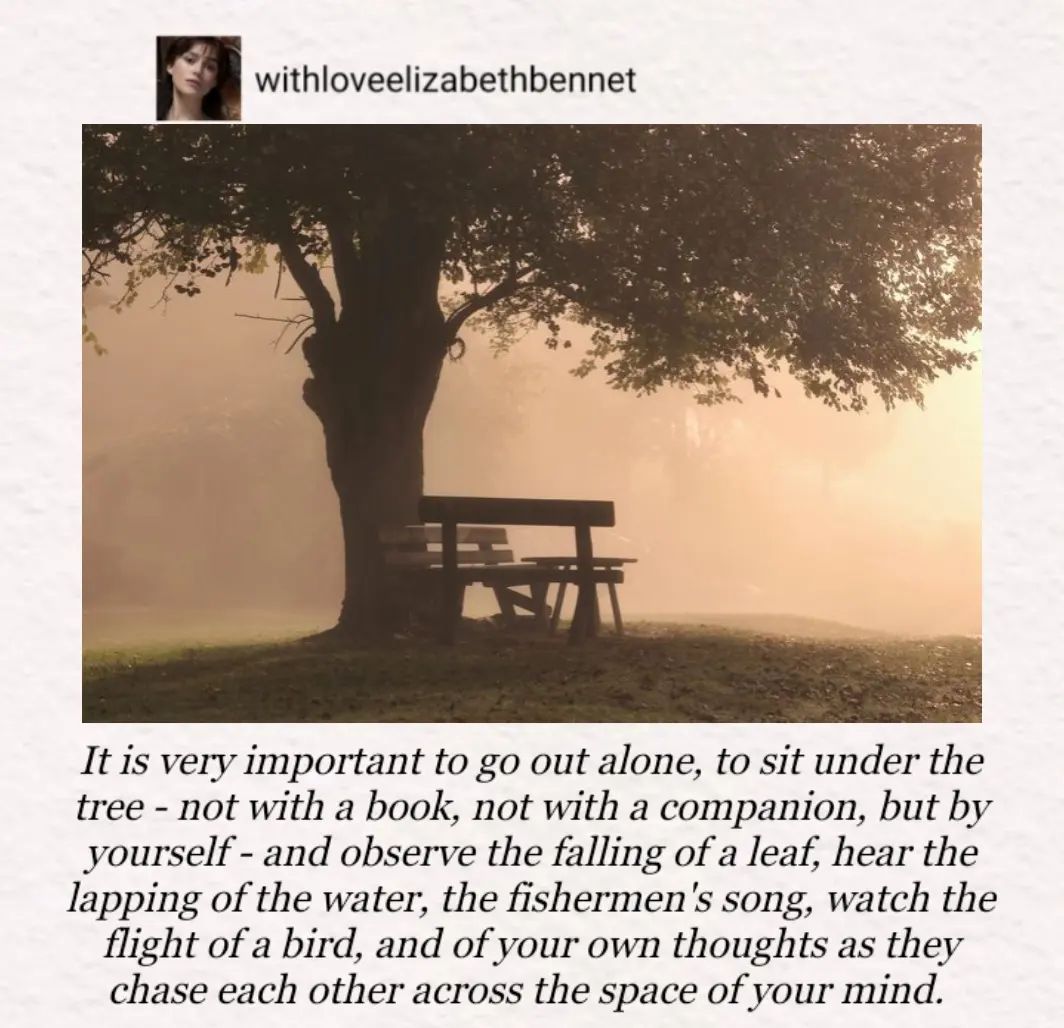 withloveelizabethbennet
It is very important to go out alone, to sit under the
tree - not with a book, not with a companion, but by
yourself - and observe the falling of a leaf, hear the
lapping of the water, the fishermen's song, watch the
flight of a bird, and of your own thoughts as they
chase each other across the space of your mind.